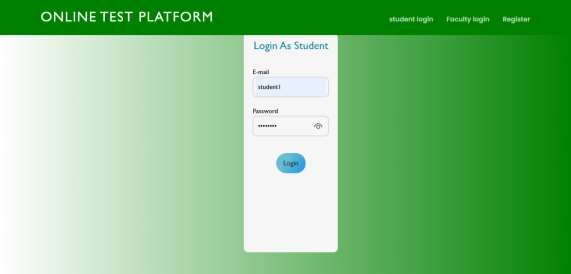 ONLINE TEST PLATFORM
student login Faculty login Register
Login As Student
E-mail
student1
Password
••••••••
Login